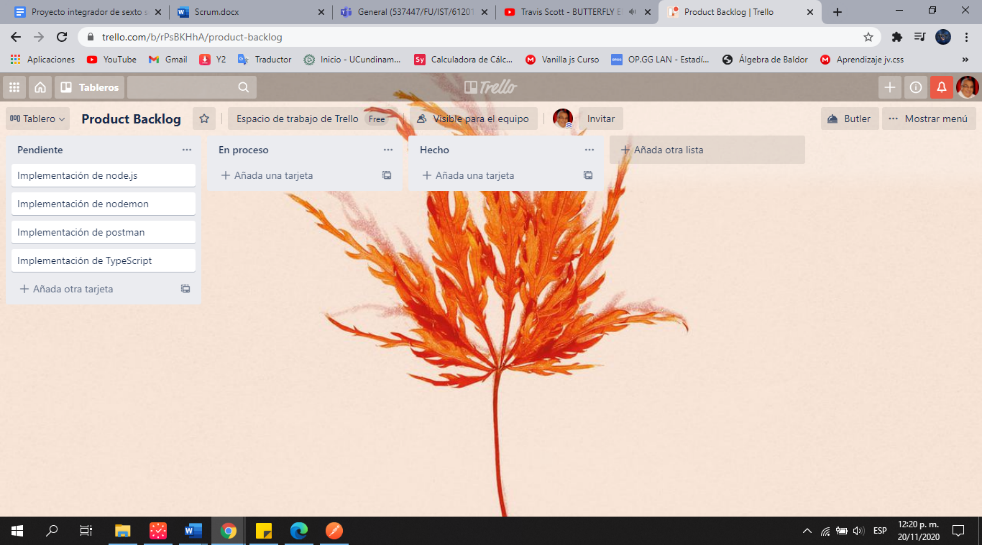 Proyecto integrador de sexto s
Scrum.docx
General (537447/FU/IST/61201
Travis Scott - BUTTERFLY E
Product Backlog | Trello
trello.com/b/rPsBKHhA/product-backlog
Aplicaciones
YouTube
Gmail
Y2
Traductor
Inicio - UCundinam...
Calculadora de Cálc...
Vanilla js Curso
OP.GG LAN - Estadí...
Álgebra de Baldor
Aprendizaje jv.css
Tableros
Trello
Tablero
Product Backlog
Espacio de trabajo de Trello
Free
Visible para el equipo
Invitar
Butler
Mostrar menú
Pendiente
Implementación de node.js
Implementación de nodemon
Implementación de postman
Implementación de TypeScript
+ Añada otra tarjeta
En proceso
+ Añada una tarjeta
Hecho
+ Añada una tarjeta
+ Añada otra lista
ESP
12:20 p. m.
20/11/2020